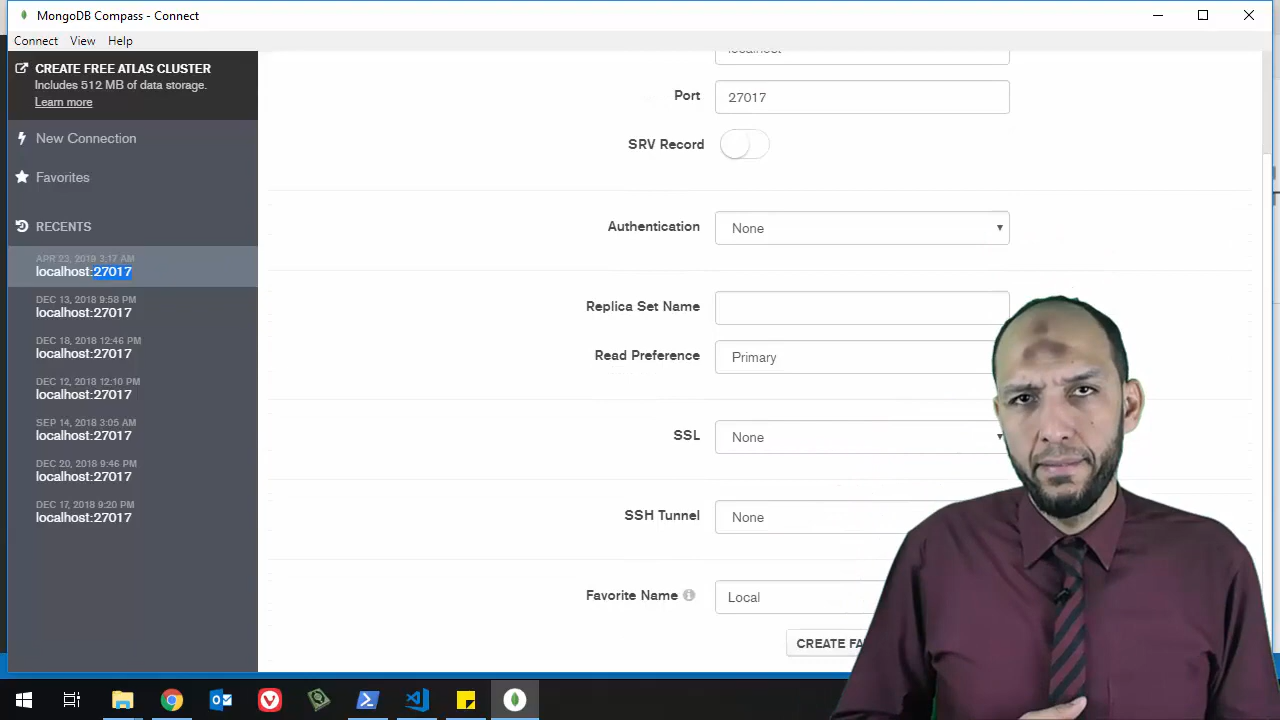 MongoDB Compass - Connect
Connect View Help
CREATE FREE ATLAS CLUSTER
Includes 512 MB of data storage.
Learn more
New Connection
Favorites
RECENTS
APR 23, 2019 3:17 AM
localhost:27017
DEC 13, 2018 9:58 PM
localhost:27017
DEC 18, 2018 12:46 PM
localhost:27017
DEC 12, 2018 12:10 PM
localhost:27017
SEP 14, 2018 3:05 AM
localhost:27017
DEC 20, 2018 9:46 PM
localhost:27017
DEC 17, 2018 9:20 PM
localhost:27017
localhost
Port 27017
SRV Record
Authentication None
Replica Set Name
Read Preference Primary
SSL None
SSH Tunnel None
Favorite Name Local
CREATE FA